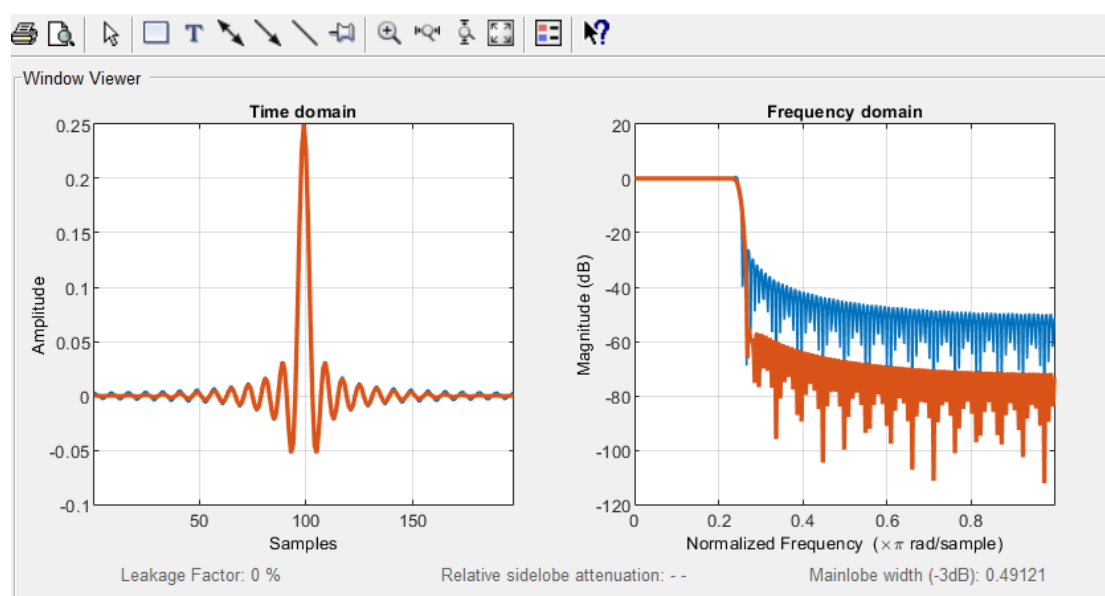 T
?
Window Viewer
Time domain
0.25
0.2
0.15
0.1
0.05
0
-0.05
-0.1
50
100
150
Amplitude
Samples
Frequency domain
20
0
-20
-40
-60
-80
-100
-120
0
0.2
0.4
0.6
0.8
Magnitude (dB)
Normalized Frequency (×π rad/sample)
Leakage Factor: 0 %
Relative sidelobe attenuation: - -
Mainlobe width (-3dB): 0.49121